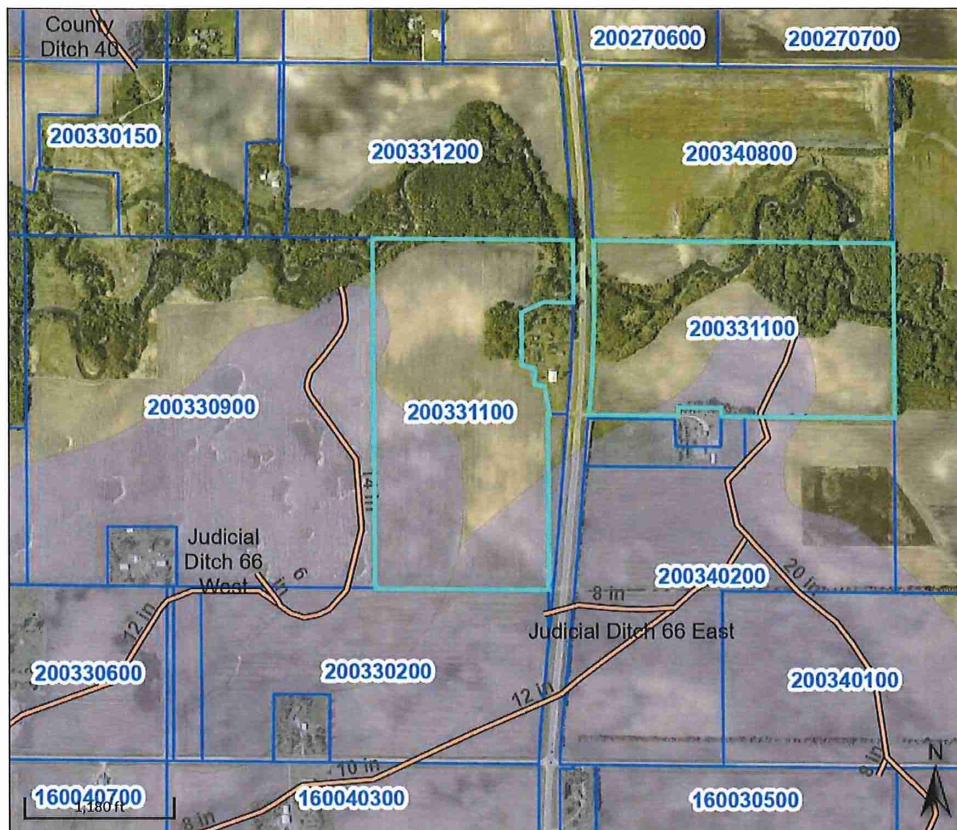 County
Ditch 40
200270600
200270700
200330150
200331200
200340800
200331100
200330900
200331100
14 in
Judicial
Ditch 66
West
6 in
200340200
20 in
8 in
12 in
Judicial Ditch 66 East
200330600
200330200
200340100
12 in
10 in
8 in
N
160040700
1,180 ft
8 in
160040300
160030500